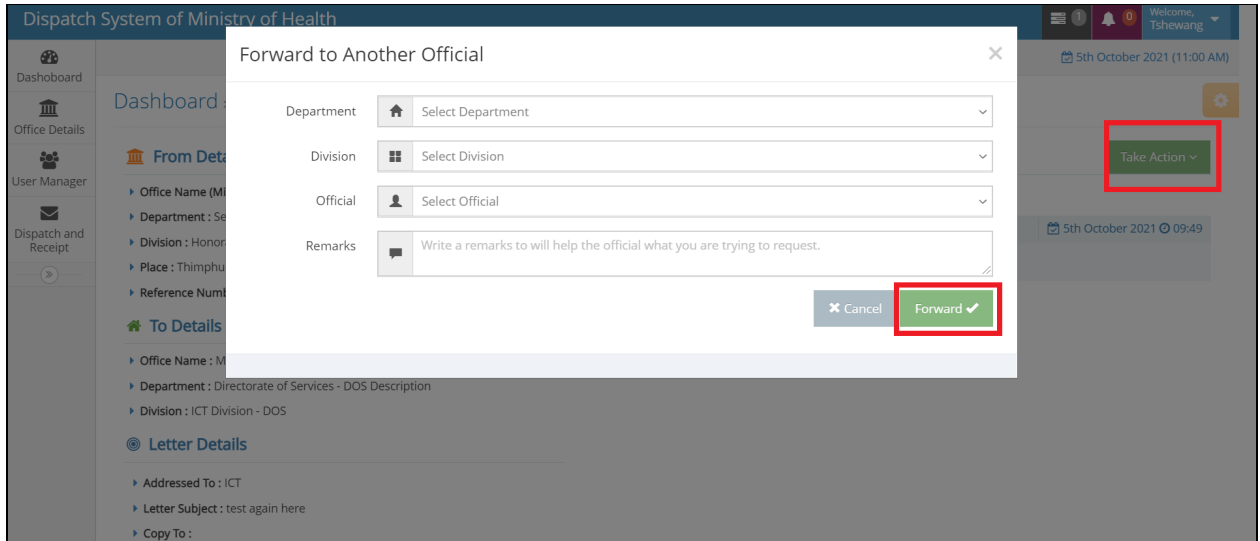 Dispatch System of Ministry of Health
1
0
Welcome,
Tshewang
Forward to Another Official
×
5th October 2021 (11:00 AM)
Dashoboard
Office Details
User Manager
Dispatch and
Receipt
Dashboard
Department
Select Department
Division
Select Division
Official
Select Official
Remarks
Write a remarks to will help the official what you are trying to request.
Cancel
Forward
Take Action
5th October 2021 09:49
From Deta
Office Name (Mi
Department : Se
Division : Honor
Place : Thimphu
Reference Numb
To Details
Office Name : M
Department : Directorate of Services - DOS Description
Division : ICT Division - DOS
Letter Details
Addressed To : ICT
Letter Subject : test again here
Copy To :